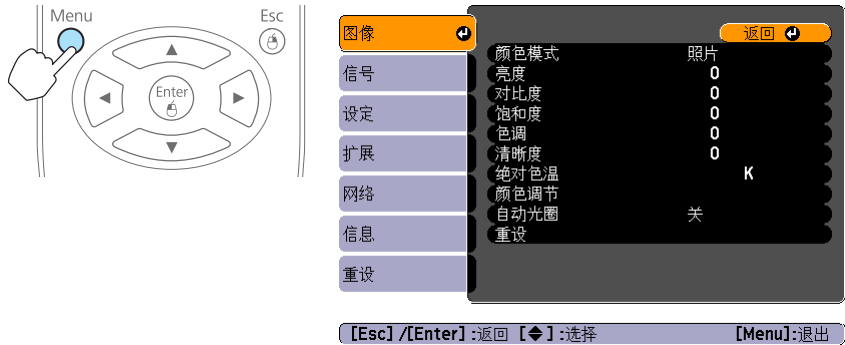 Menu
Esc
Enter
图像
信号
设定
扩展
网络
信息
重设
返回
颜色模式 照片
亮度 0
对比度 0
饱和度 0
色调 0
清晰度 0
绝对色温 K
颜色调节
自动光圈 关
重设
[Esc] /[Enter] :返回 [◆] :选择 [Menu]:退出